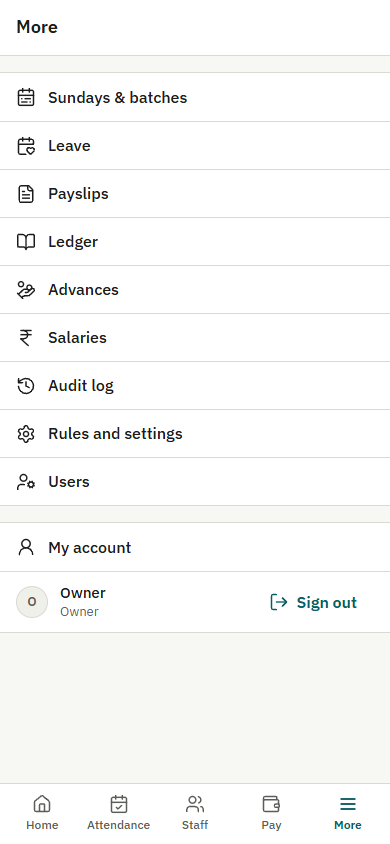 More
Sundays & batches
Leave
Payslips
Ledger
Advances
Salaries
Audit log
Rules and settings
Users
My account
O
Owner
Owner
Sign out
Home
Attendance
Staff
Pay
More